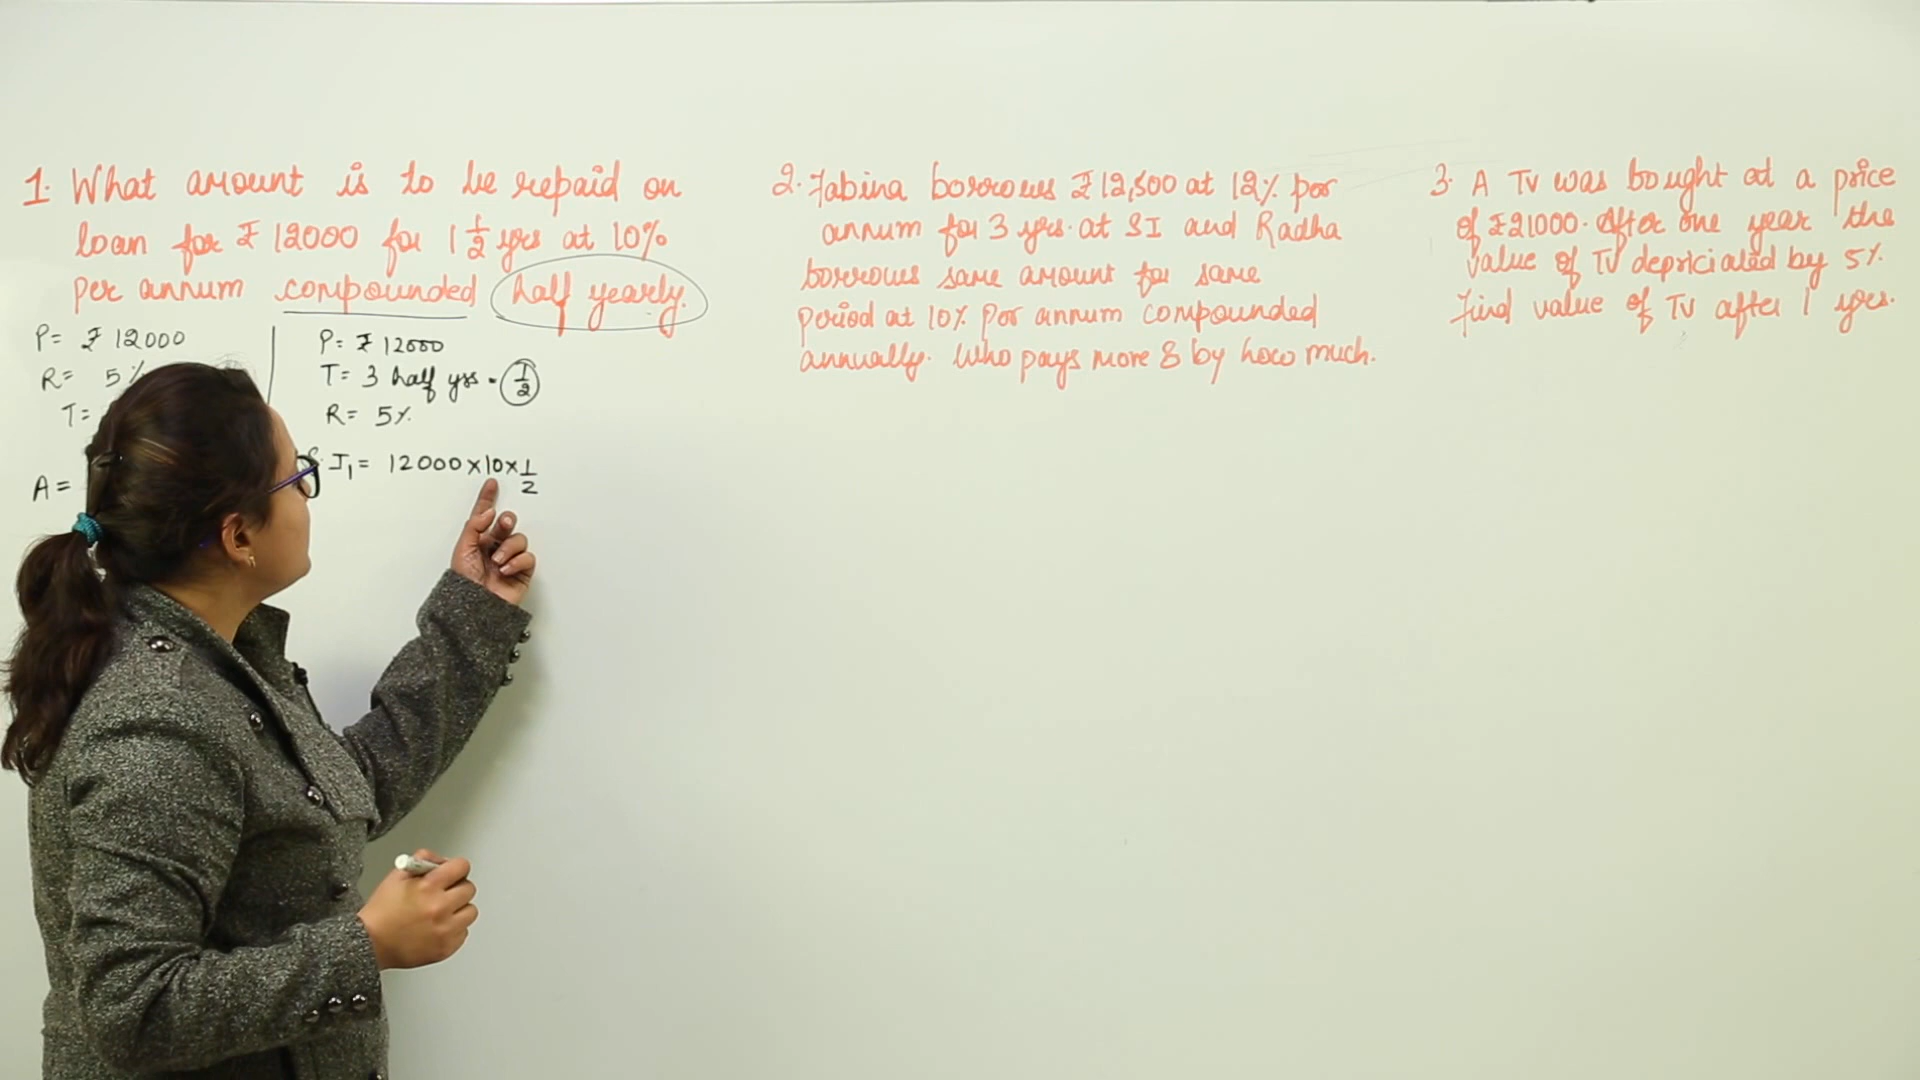 1. What amount is to be repaid on
loan for ₹ 12000 for 1 1/2 yrs at 10%
per annum compounded half yearly.
P= ₹ 12000
R= 5%
T=
A=
P= ₹ 12000
T= 3 half yrs - 1/2
R= 5%
S.I₁ = 12000×10×1/2
2. Fabina borrows ₹12,500 at 12% per
annum for 3 yrs. at SI and Radha
borrows same amount for same
period at 10% per annum compounded
annually. Who pays more & by how much.
3. A TV was bought at a price
of ₹21000. After one year the
value of TV depriciated by 5%.
Find value of TV after 1 yrs.